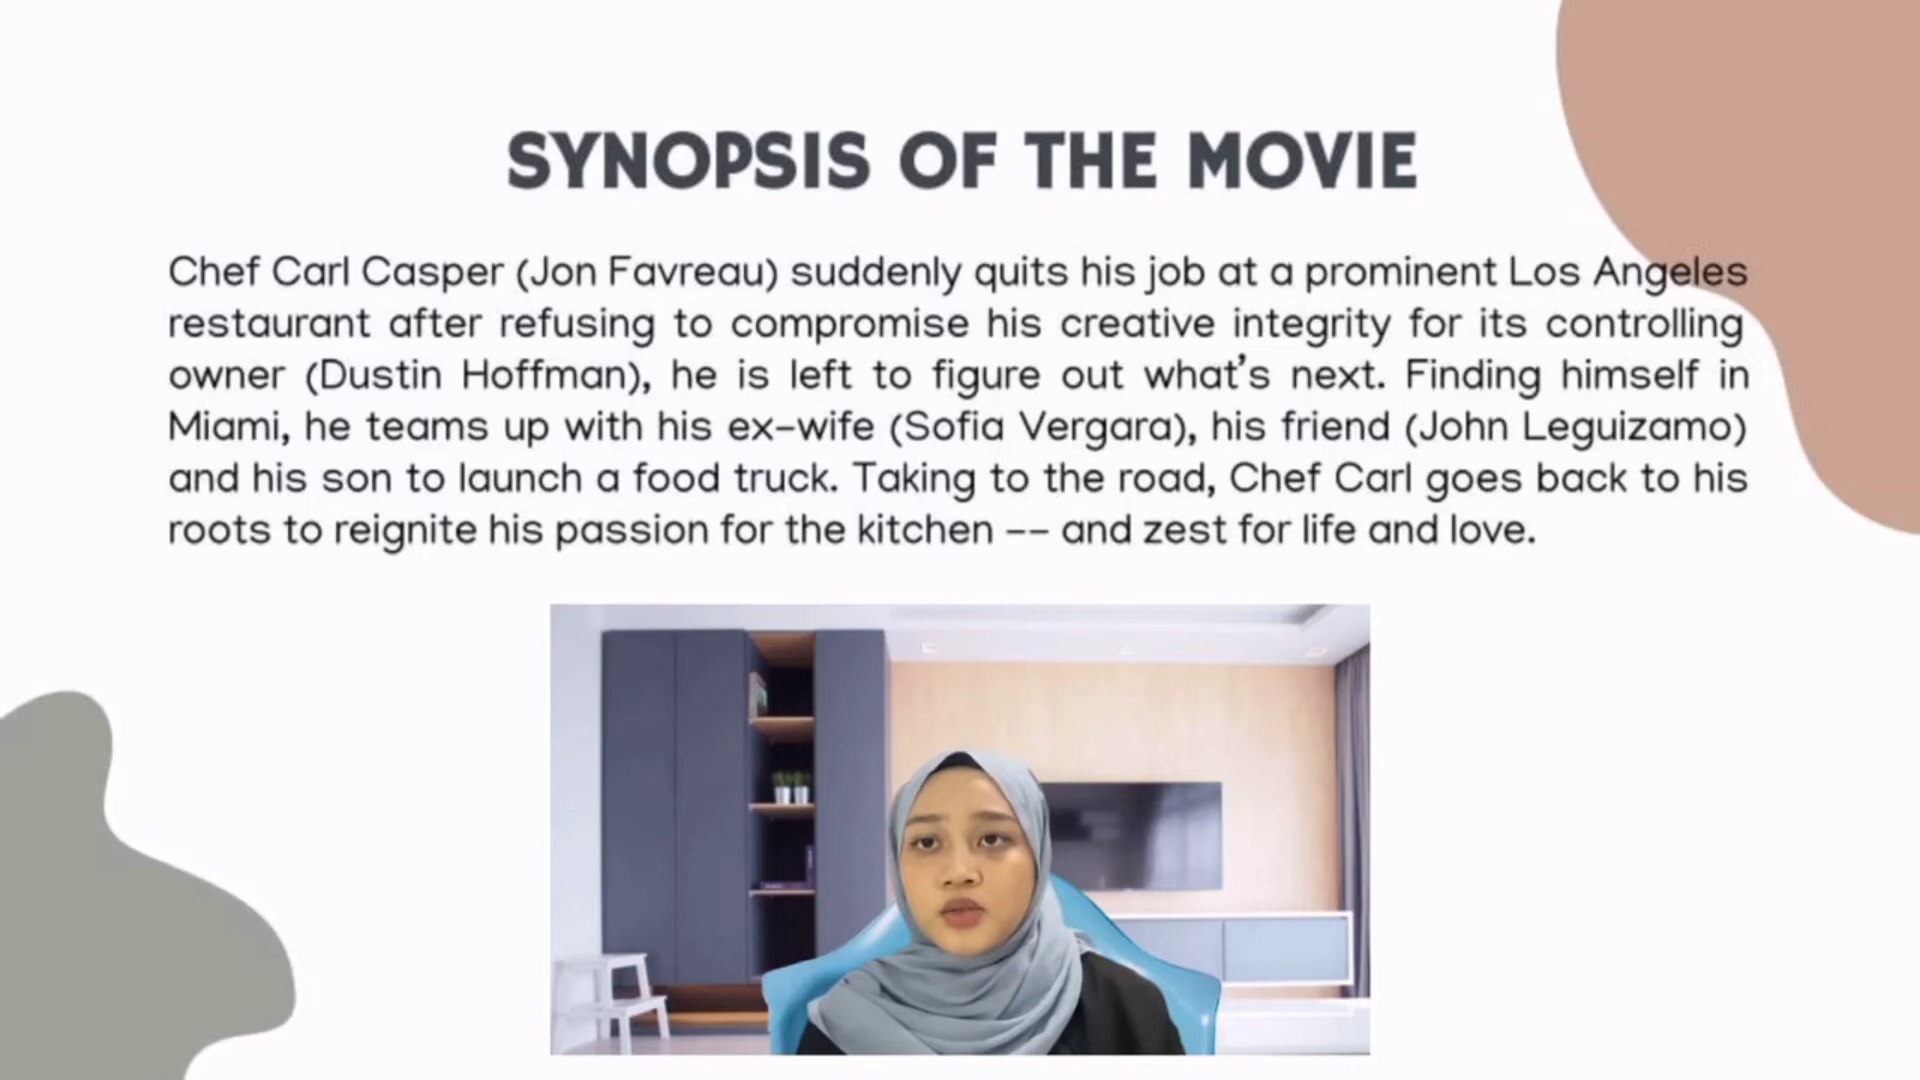 SYNOPSIS OF THE MOVIE
Chef Carl Casper (Jon Favreau) suddenly quits his job at a prominent Los Angeles
restaurant after refusing to compromise his creative integrity for its controlling
owner (Dustin Hoffman), he is left to figure out what's next. Finding himself in
Miami, he teams up with his ex-wife (Sofia Vergara), his friend (John Leguizamo)
and his son to launch a food truck. Taking to the road, Chef Carl goes back to his
roots to reignite his passion for the kitchen -- and zest for life and love.